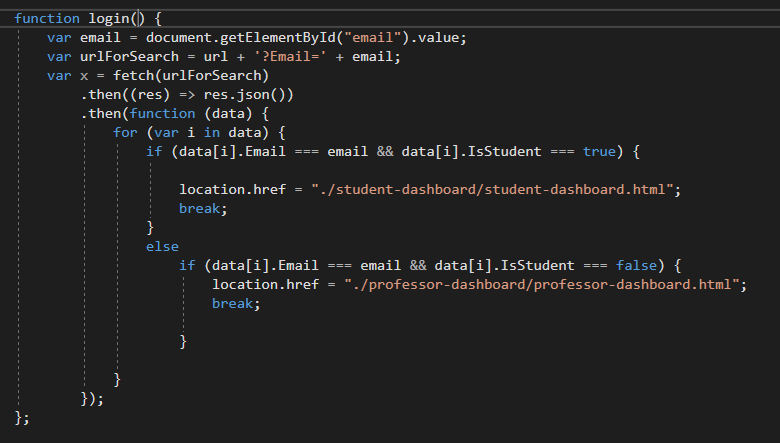 function login() {
    var email = document.getElementById("email").value;
    var urlForSearch = url + '?Email=' + email;
    var x = fetch(urlForSearch)
        .then((res) => res.json())
        .then(function (data) {
            for (var i in data) {
                if (data[i].Email === email && data[i].IsStudent === true) {
                    location.href = "./student-dashboard/student-dashboard.html";
                    break;
                }
                else
                    if (data[i].Email === email && data[i].IsStudent === false) {
                        location.href = "./professor-dashboard/professor-dashboard.html";
                        break;
                    }
            }
        });
};